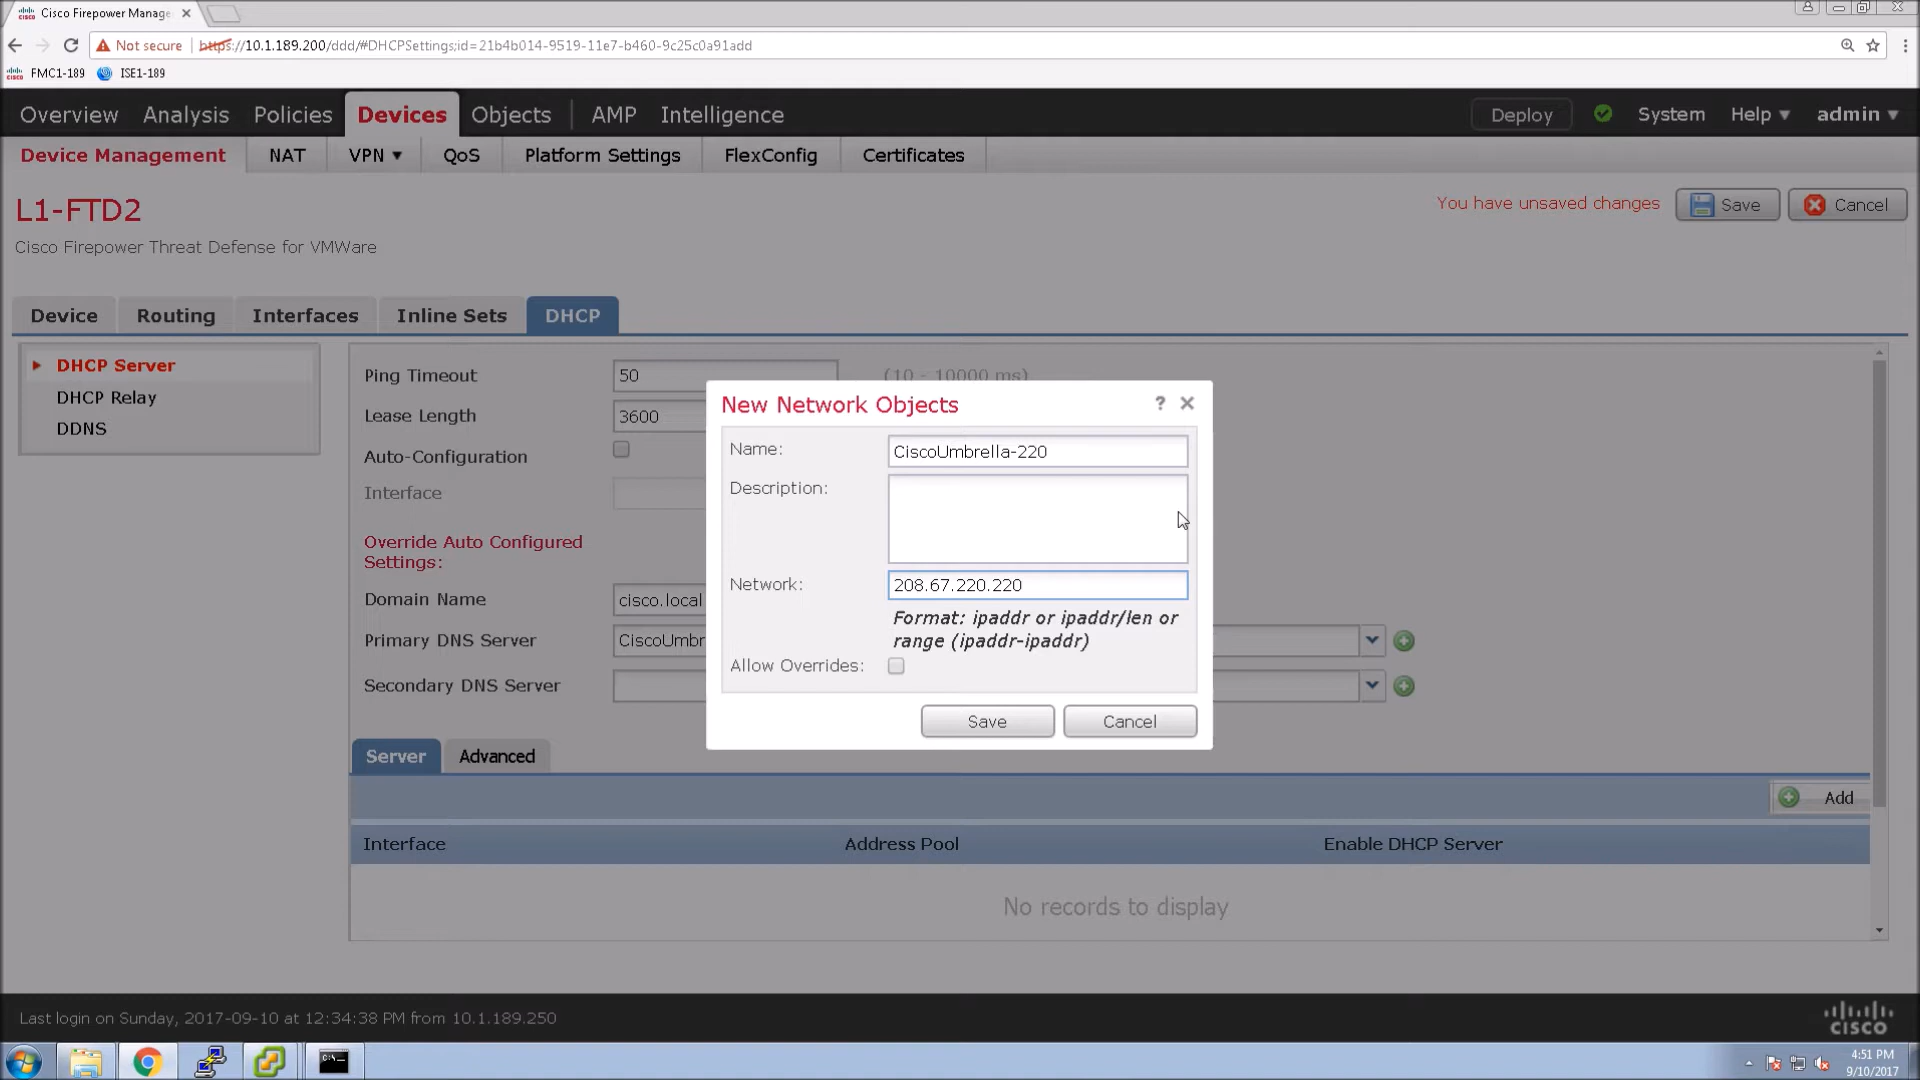 Cisco Firepower Manage
Not secure
https://10.1.189.200/ddd/#DHCPSettings;id=21b4b014-9519-11e7-b460-9c25c0a91add
FMC1-189 ISE1-189
Overview Analysis Policies Devices Objects AMP Intelligence Deploy System Help admin
Device Management NAT VPN QoS Platform Settings FlexConfig Certificates
L1-FTD2
You have unsaved changes Save Cancel
Cisco Firepower Threat Defense for VMWare
Device Routing Interfaces Inline Sets DHCP
DHCP Server
DHCP Relay
DDNS
Ping Timeout 50 (10 - 10000 ms)
Lease Length 3600
Auto-Configuration
Interface
Override Auto Configured
Settings:
Domain Name cisco.local
Primary DNS Server CiscoUmbr
Secondary DNS Server
New Network Objects ?
Name: CiscoUmbrella-220
Description:
Network: 208.67.220.220
Format: ipaddr or ipaddr/len or
range (ipaddr-ipaddr)
Allow Overrides:
Save Cancel
Server Advanced
Add
Interface Address Pool Enable DHCP Server
No records to display
Last login on Sunday, 2017-09-10 at 12:34:38 PM from 10.1.189.250
CISCO
4:51 PM
9/10/2017